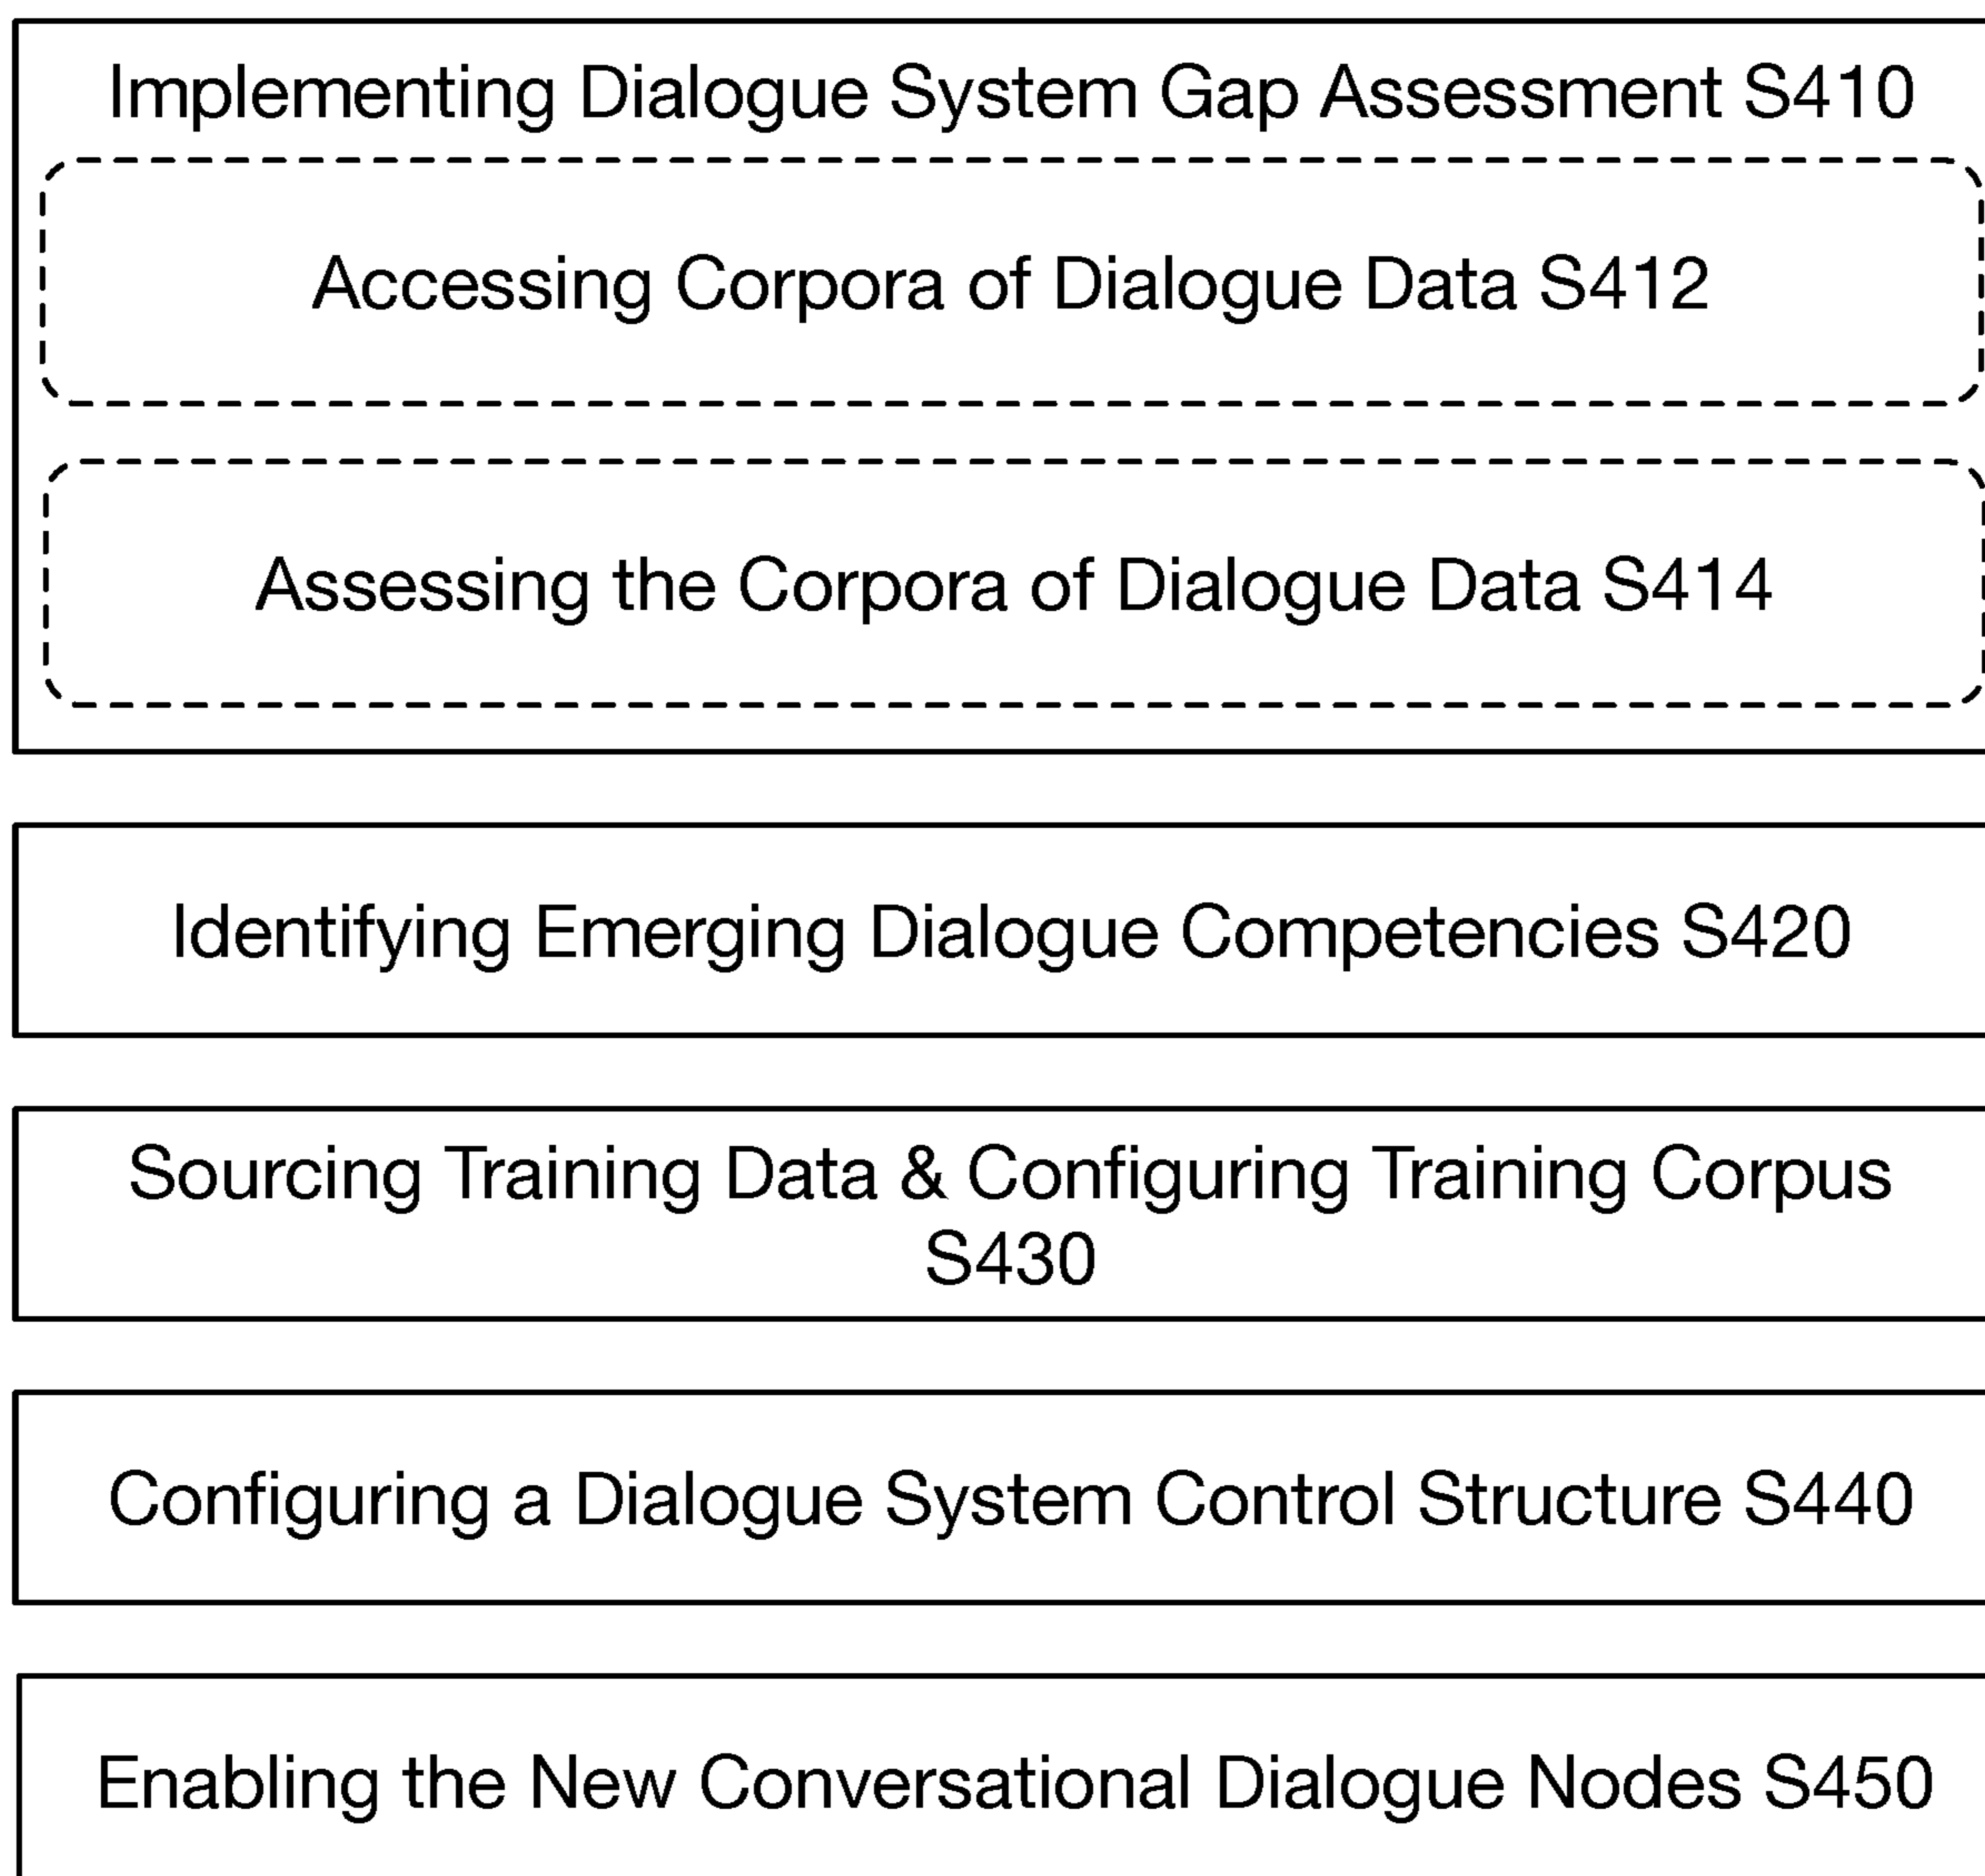 Implementing Dialogue System Gap Assessment S410
Accessing Corpora of Dialogue Data S412
Assessing the Corpora of Dialogue Data S414
Identifying Emerging Dialogue Competencies S420
Sourcing Training Data & Configuring Training Corpus
S430
Configuring a Dialogue System Control Structure S440
Enabling the New Conversational Dialogue Nodes S450